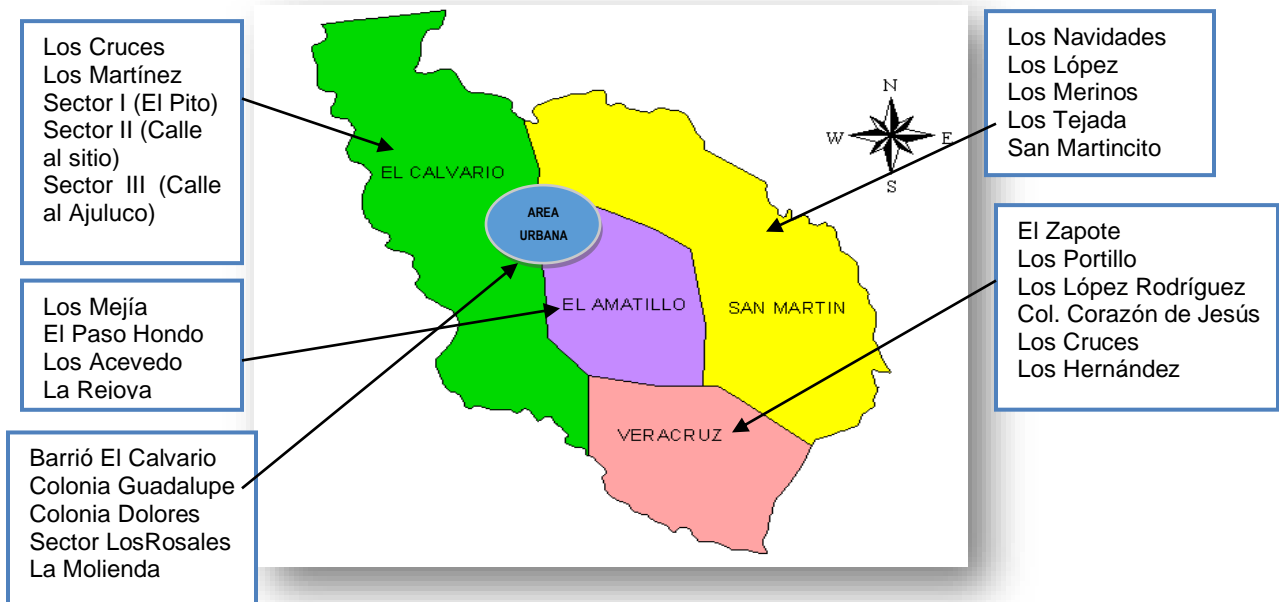 Los Cruces
Los Martínez
Sector I (El Pito)
Sector II (Calle
al sitio)
Sector III (Calle
al Ajuluco)
Los Mejía
El Paso Hondo
Los Acevedo
La Rejoya
Barrió El Calvario
Colonia Guadalupe
Colonia Dolores
Sector LosRosales
La Molienda
EL CALVARIO
AREA
URBANA
EL AMATILLO
SAN MARTIN
VERACRUZ
N
W
E
S
Los Navidades
Los López
Los Merinos
Los Tejada
San Martincito
El Zapote
Los Portillo
Los López Rodríguez
Col. Corazón de Jesús
Los Cruces
Los Hernández